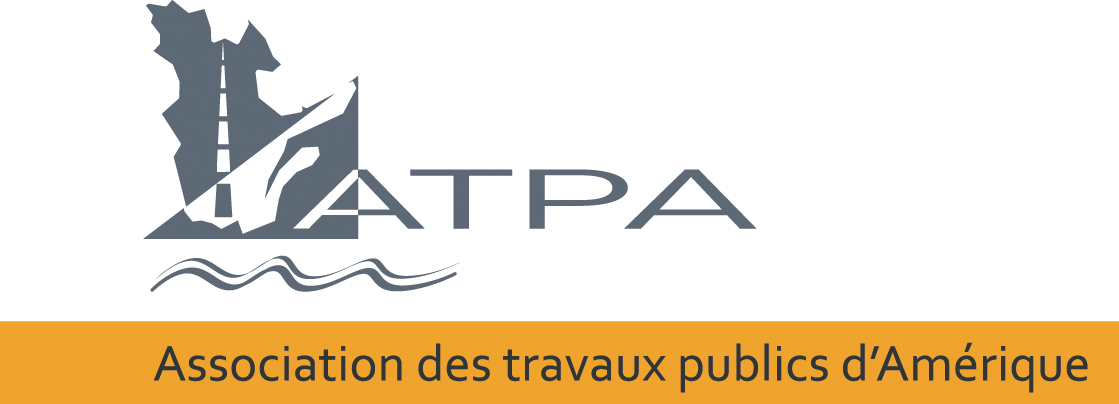 ATPA
Association des travaux publics d’Amérique